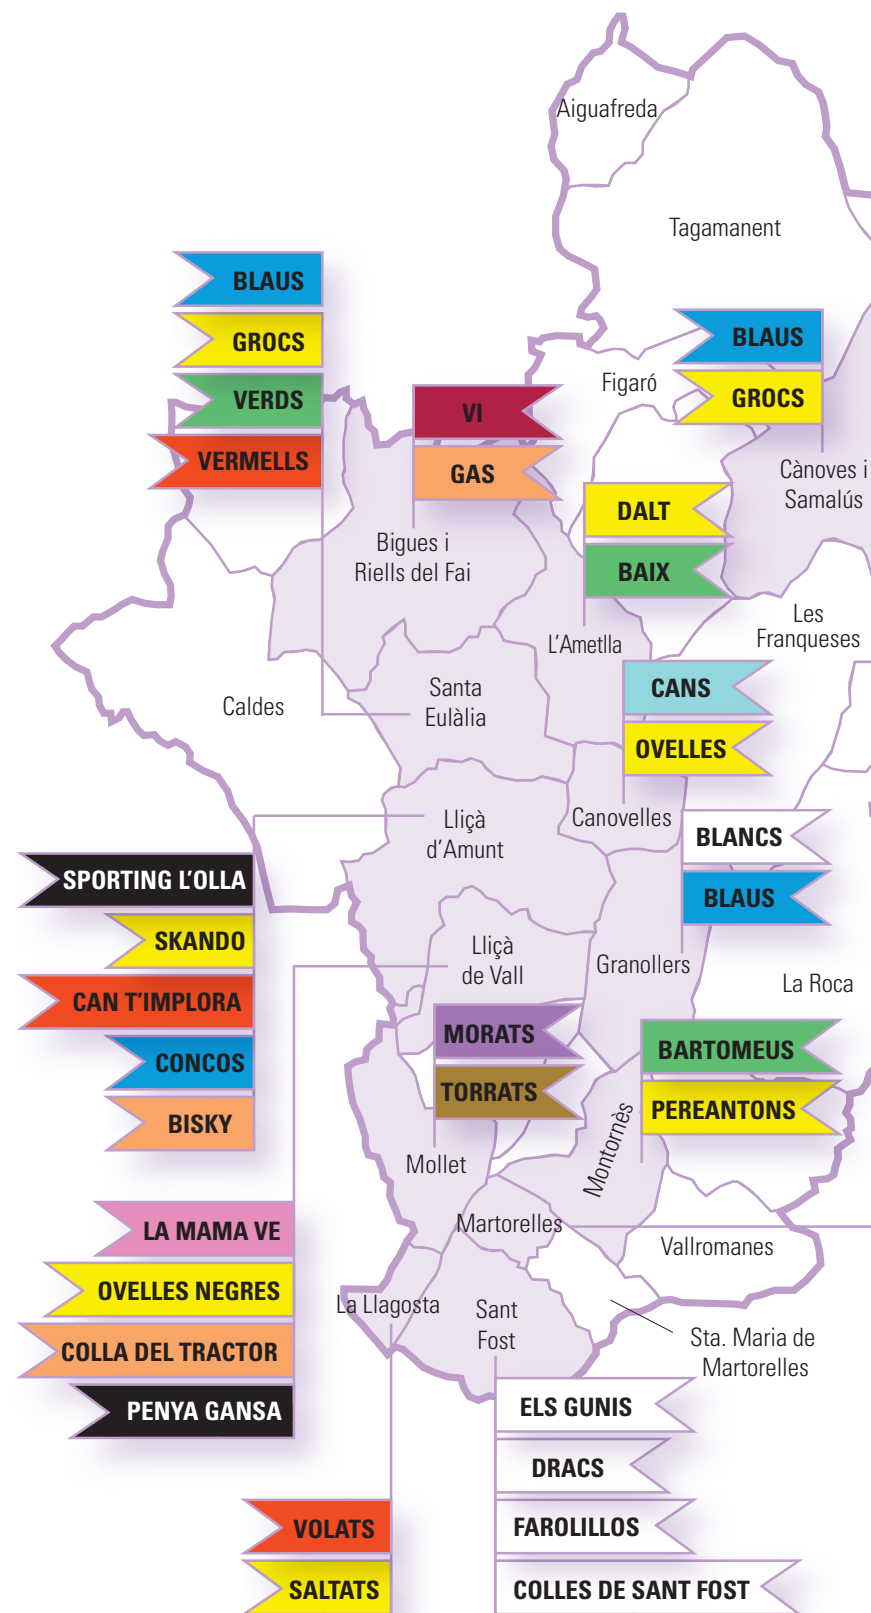 Aiguafreda
Tagamanent
BLAUS
GROCS
VERDS
VERMELLS
BLAUS
GROCS
Figaró
VI
GAS
Cànoves i
Samalús
DALT
BAIX
Bigues i
Riells del Fai
Les
Franqueses
L'Ametlla
CANS
OVELLES
Santa
Eulàlia
Caldes
Canovelles
Lliçà
d'Amunt
BLANCS
BLAUS
SPORTING L'OLLA
SKANDO
CAN T'IMPLORA
CONCOS
BISKY
Lliçà
de Vall
Granollers
La Roca
MORATS
TORRATS
BARTOMEUS
PEREANTONS
Montornès
Mollet
Martorelles
Vallromanes
LA MAMA VE
OVELLES NEGRES
COLLA DEL TRACTOR
PENYA GANSA
La Llagosta
Sant
Fost
Sta. Maria de
Martorelles
ELS GUNIS
DRACS
FAROLILLOS
COLLES DE SANT FOST
VOLATS
SALTATS